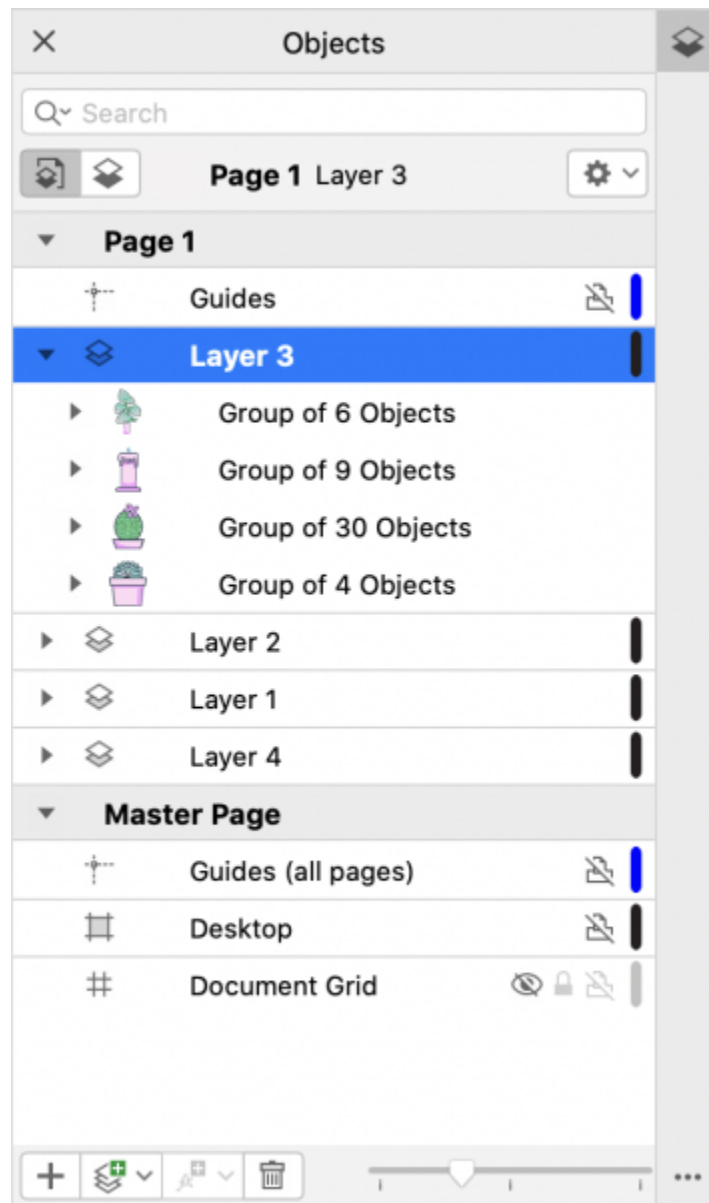 Objects
Search
Page 1 Layer 3
Page 1
Guides
Layer 3
Group of 6 Objects
Group of 9 Objects
Group of 30 Objects
Group of 4 Objects
Layer 2
Layer 1
Layer 4
Master Page
Guides (all pages)
Desktop
Document Grid